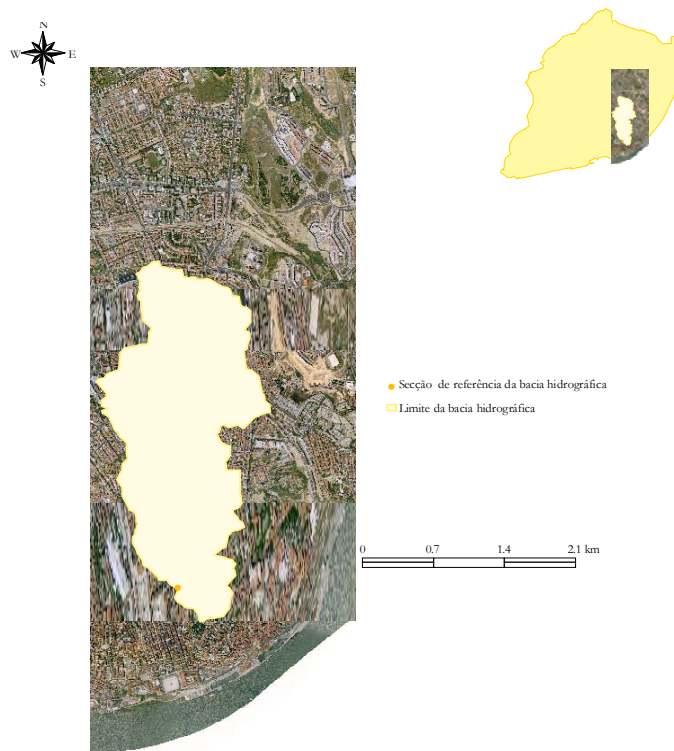 N
W E
S
Secção de referência da bacia hidrográfica
Limite da bacia hidrográfica
0 0.7 1.4 2.1 km